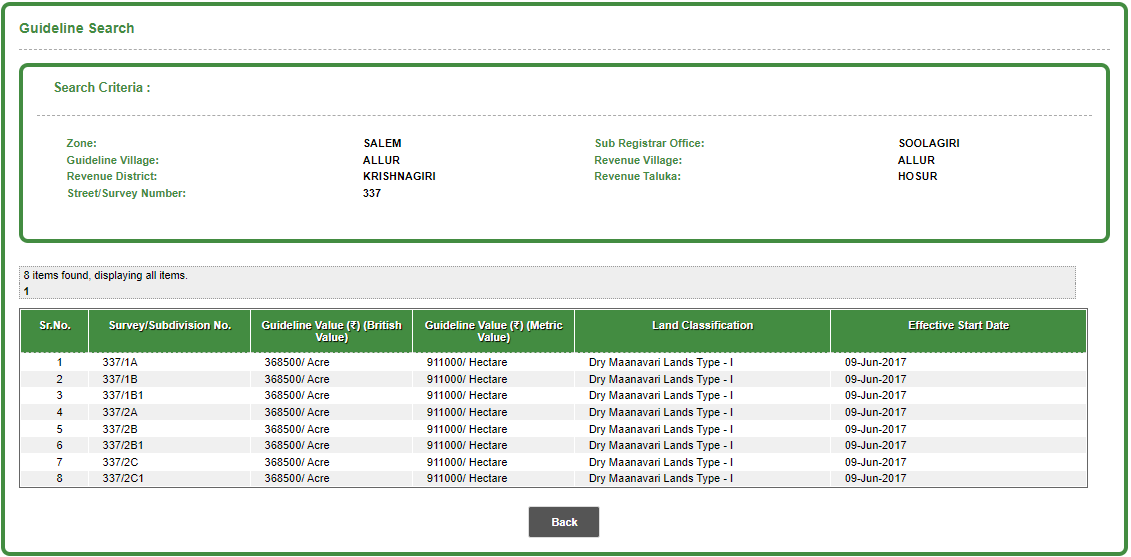 Guideline Search
Search Criteria :
Zone: SALEM Sub Registrar Office: SOOLAGIRI
Guideline Village: ALLUR Revenue Village: ALLUR
Revenue District: KRISHNAGIRI Revenue Taluka: HOSUR
Street/Survey Number: 337
8 items found, displaying all items.
1
Sr.No. Survey/Subdivision No. Guideline Value (₹) (British Value) Guideline Value (₹) (Metric Value) Land Classification Effective Start Date
1 337/1A 368500/ Acre 911000/ Hectare Dry Maanavari Lands Type - I 09-Jun-2017
2 337/1B 368500/ Acre 911000/ Hectare Dry Maanavari Lands Type - I 09-Jun-2017
3 337/1B1 368500/ Acre 911000/ Hectare Dry Maanavari Lands Type - I 09-Jun-2017
4 337/2A 368500/ Acre 911000/ Hectare Dry Maanavari Lands Type - I 09-Jun-2017
5 337/2B 368500/ Acre 911000/ Hectare Dry Maanavari Lands Type - I 09-Jun-2017
6 337/2B1 368500/ Acre 911000/ Hectare Dry Maanavari Lands Type - I 09-Jun-2017
7 337/2C 368500/ Acre 911000/ Hectare Dry Maanavari Lands Type - I 09-Jun-2017
8 337/2C1 368500/ Acre 911000/ Hectare Dry Maanavari Lands Type - I 09-Jun-2017
Back